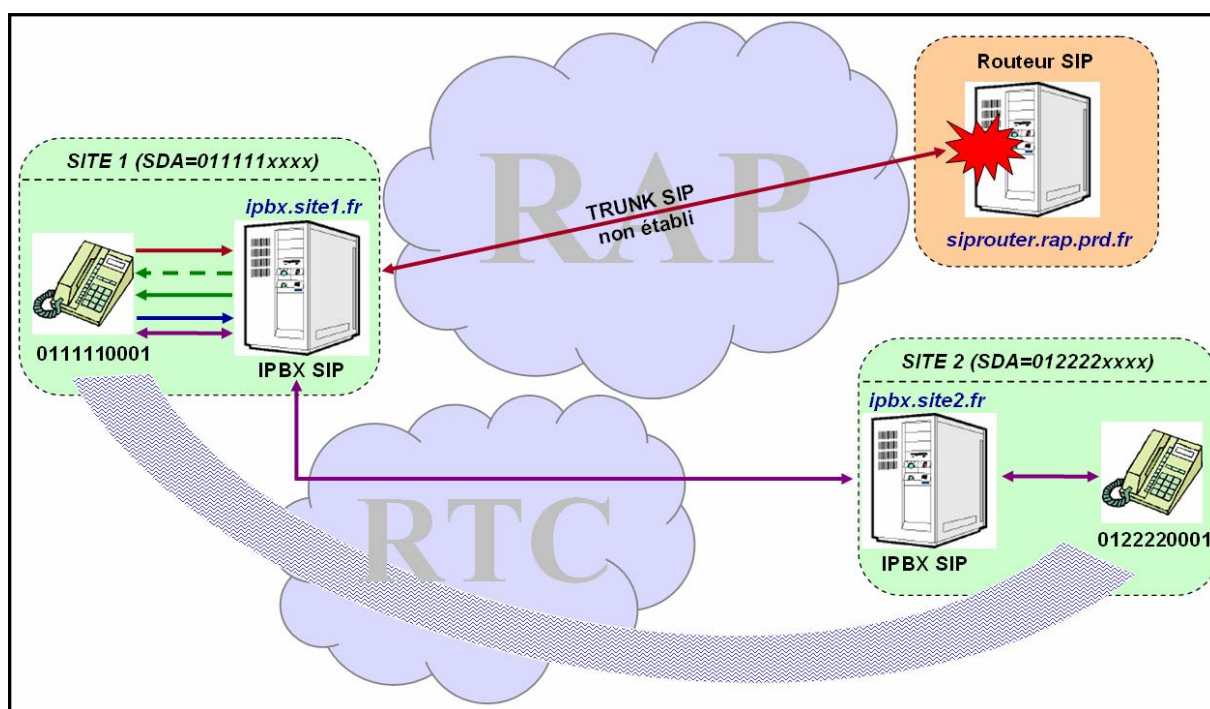 Routeur SIP
siprouter.rap.prd.fr
RAP
TRUNK SIP
non établi
SITE 1 (SDA=011111xxxx)
ipbx.site1.fr
0111110001
IPBX SIP
SITE 2 (SDA=012222xxxx)
ipbx.site2.fr
IPBX SIP
0122220001
RTC